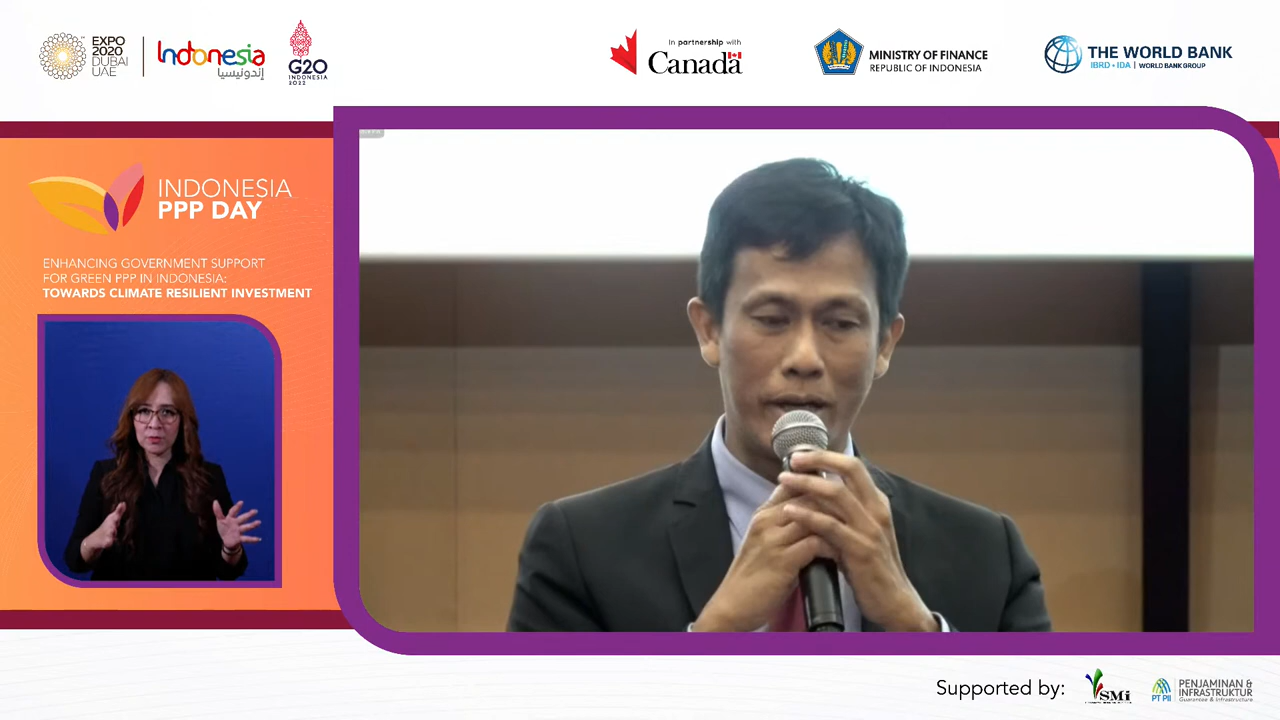 EXPO
2020
DUBAI
UAE
Indonesia
إندونيسيا
G20
INDONESIA
2022
In partnership with
Canada
MINISTRY OF FINANCE
REPUBLIC OF INDONESIA
THE WORLD BANK
IBRD • IDA | WORLD BANK GROUP
INDONESIA
PPP DAY
ENHANCING GOVERNMENT SUPPORT
FOR GREEN PPP IN INDONESIA:
TOWARDS CLIMATE RESILIENT INVESTMENT
Supported by:
SMi
PT PII
PENJAMINAN &
INFRASTRUKTUR
Guarantee & Infrastructure